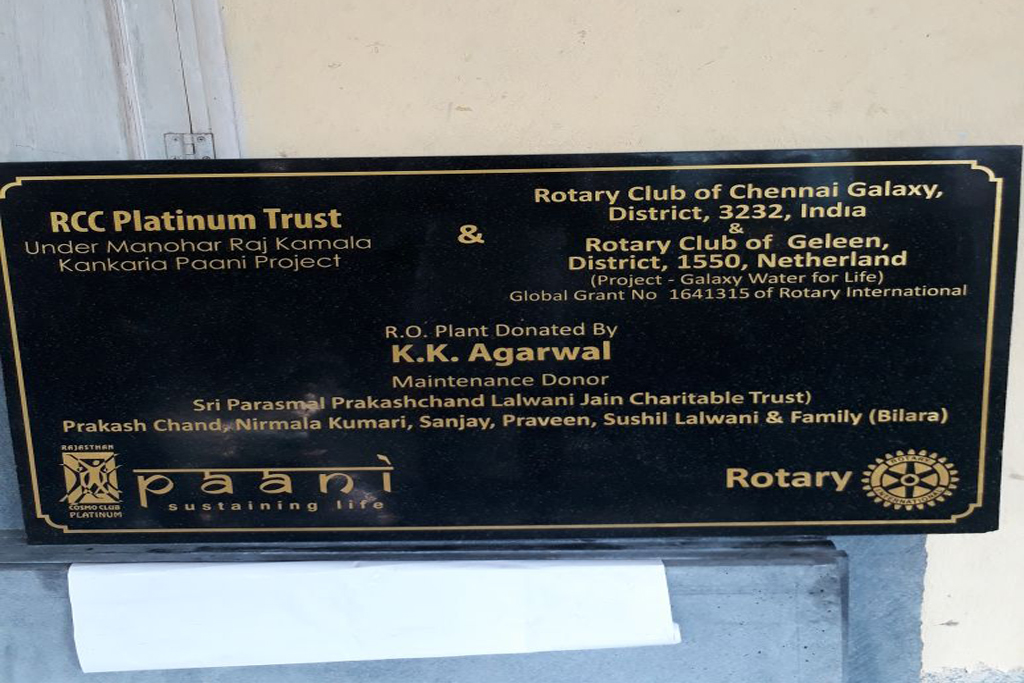 RCC Platinum Trust
Under Manohar Raj Kamala
Kankaria Paani Project
&
Rotary Club of Chennai Galaxy,
District, 3232, India
&
Rotary Club of Geleen,
District, 1550, Netherland
(Project - Galaxy Water for Life)
Global Grant No 1641315 of Rotary International
R.O. Plant Donated By
K.K. Agarwal
Maintenance Donor
Sri Parasmal Prakashchand Lalwani Jain Charitable Trust)
Prakash Chand, Nirmala Kumari, Sanjay, Praveen, Sushil Lalwani & Family (Bilara)
RAJASTHAN
COSMO CLUB
PLATINUM
paani
sustaining life
Rotary
ROTARY
INTERNATIONAL